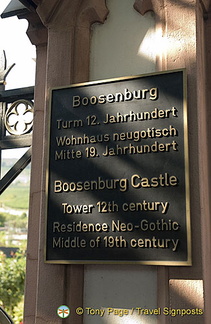 Boosenburg
Turm 12. Jahrhundert
Wohnhaus neugotisch
Mitte 19. Jahrhundert
Boosenburg Castle
Tower 12th century
Residence Neo-Gothic
Middle of 19th century
© Tony Page / Travel Signposts